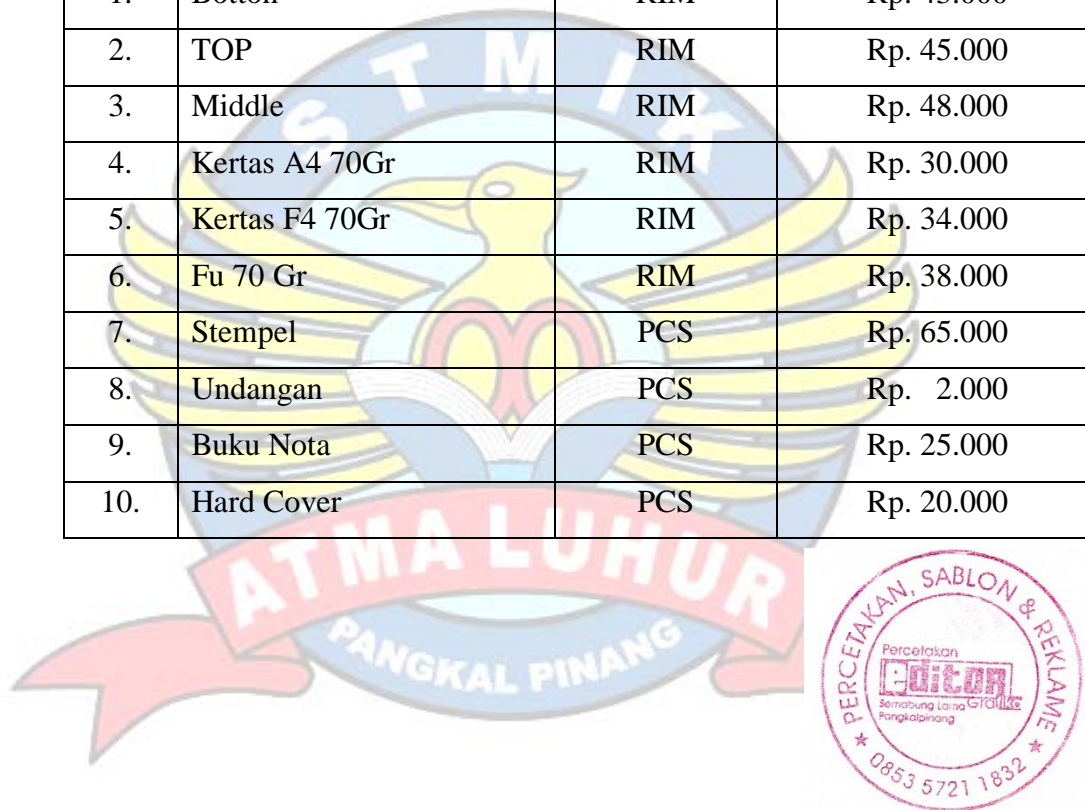 2. TOP RIM Rp. 45.000
3. Middle RIM Rp. 48.000
4. Kertas A4 70Gr RIM Rp. 30.000
5. Kertas F4 70Gr RIM Rp. 34.000
6. Fu 70 Gr RIM Rp. 38.000
7. Stempel PCS Rp. 65.000
8. Undangan PCS Rp. 2.000
9. Buku Nota PCS Rp. 25.000
10. Hard Cover PCS Rp. 20.000
STMIK
ATMA LUHUR
PANGKAL PINANG
PERCETAKAN, SABLON & REKLAME
Percetakan
editor
Semabung Lama Grafika
Pangkalpinang
* 0853 5721 1832 *